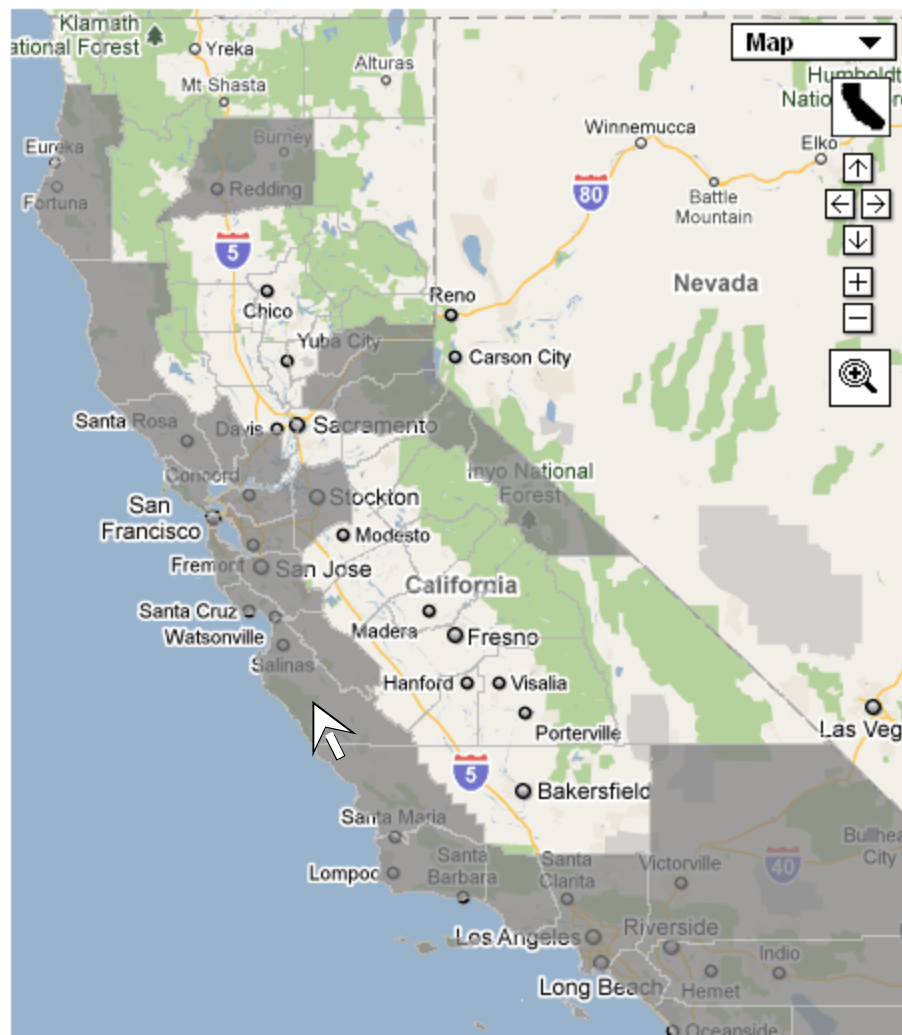 Klamath
ational Forest
Yreka
Mt Shasta
Alturas
Map
Humboldt
Natio
Burney
Redding
Eureka
Fortuna
Winnemucca
Elko
80
Battle
Mountain
5
Chico
Yuba City
Reno
Carson City
Nevada
Santa Rosa
Davis
Sacramento
Concord
Stockton
Inyo National
Forest
San
Francisco
Modesto
Fremont
San Jose
California
Santa Cruz
Watsonville
Madera
Fresno
Salinas
Hanford
Visalia
Porterville
Las Veg
5
Bakersfield
Santa Maria
Lompoc
Santa
Barbara
Santa
Clarita
Victorville
40
Bullhea
City
Los Angeles
Riverside
Indio
Long Beach
Hemet
Oceanside